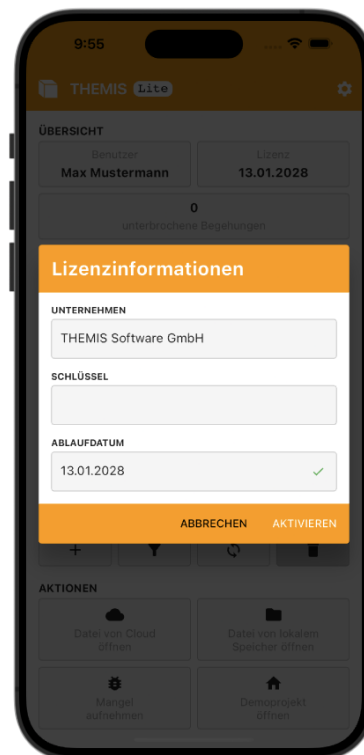 9:55
THEMIS Lite
ÜBERSICHT
Benutzer
Max Mustermann
Lizenz
13.01.2028
0
unterbrochene Begehungen
Lizenzinformationen
UNTERNEHMEN
THEMIS Software GmbH
SCHLÜSSEL
ABLAUFDATUM
13.01.2028
ABBRECHEN AKTIVIEREN
AKTIONEN
Datei von Cloud
öffnen
Datei von lokalem
Speicher öffnen
Mangel
aufnehmen
Demoprojekt
öffnen